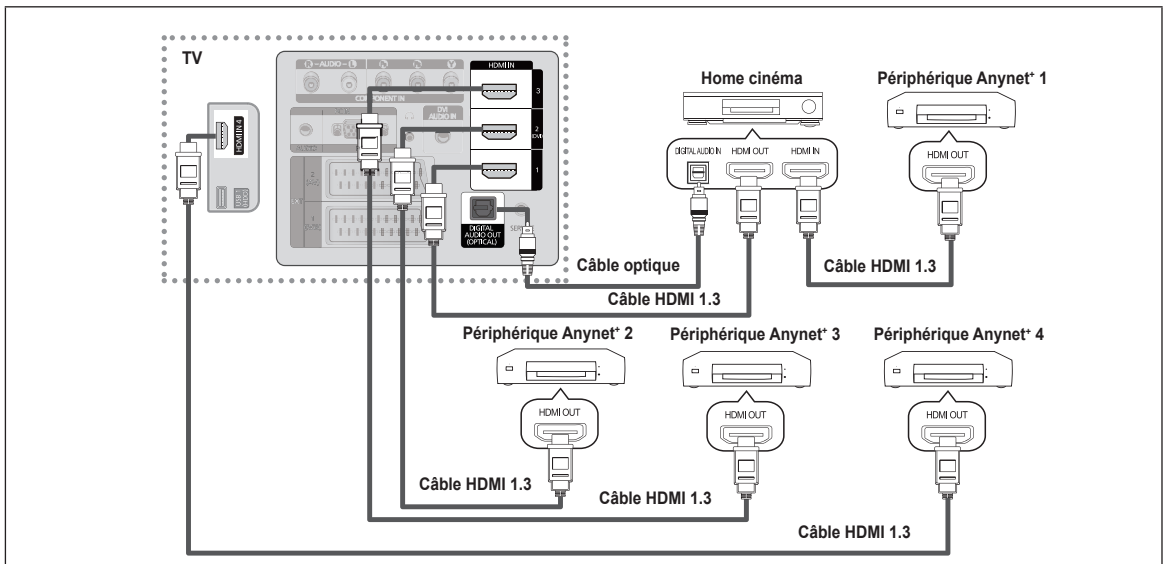 TV
R - AUDIO - L
COMPONENT IN
DVI
AUDIO IN
HDMI IN
3
2
(DVI)
1
HDMI IN 4
DIGITAL
AUDIO OUT
(OPTICAL)
Home cinéma
Périphérique Anynet+ 1
DIGITAL AUDIO IN
HDMI OUT
HDMI IN
HDMI OUT
Câble optique
Câble HDMI 1.3
Câble HDMI 1.3
Périphérique Anynet+ 2
Périphérique Anynet+ 3
Périphérique Anynet+ 4
HDMI OUT
HDMI OUT
HDMI OUT
Câble HDMI 1.3
Câble HDMI 1.3
Câble HDMI 1.3